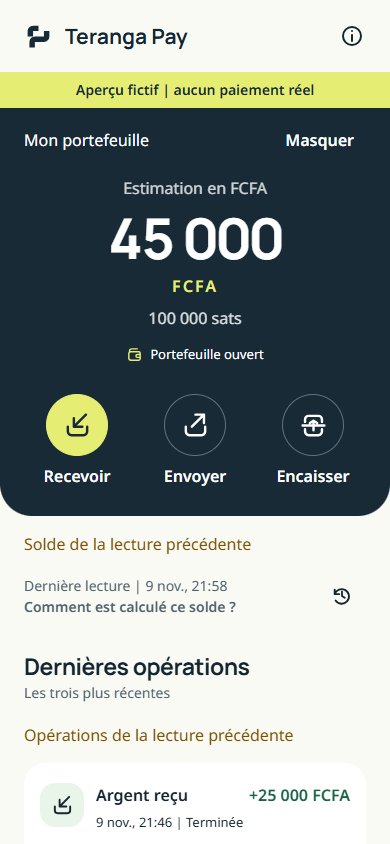 Teranga Pay
Aperçu fictif | aucun paiement réel
Mon portefeuille
Masquer
Estimation en FCFA
45 000
FCFA
100 000 sats
Portefeuille ouvert
Recevoir
Envoyer
Encaisser
Solde de la lecture précédente
Dernière lecture | 9 nov., 21:58
Comment est calculé ce solde ?
Dernières opérations
Les trois plus récentes
Opérations de la lecture précédente
Argent reçu
+25 000 FCFA
9 nov., 21:46 | Terminée